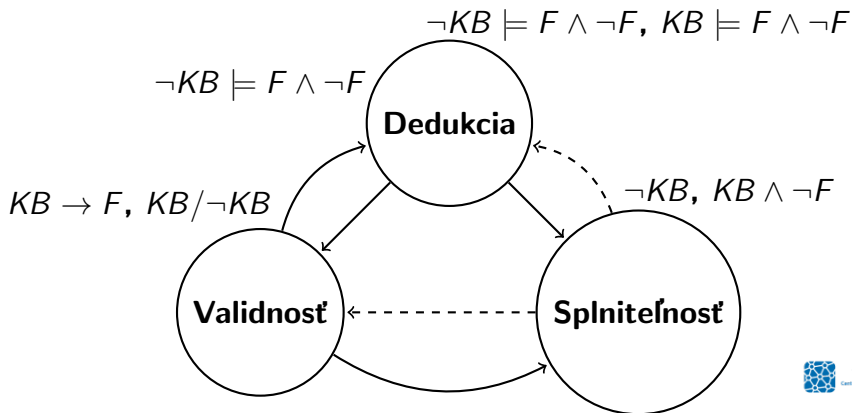 ¬KB ⊨ F ∧ ¬F, KB ⊨ F ∧ ¬F
¬KB ⊨ F ∧ ¬F
Dedukcia
KB → F, KB/¬KB
¬KB, KB ∧ ¬F
Validnosť
Splniteľnosť